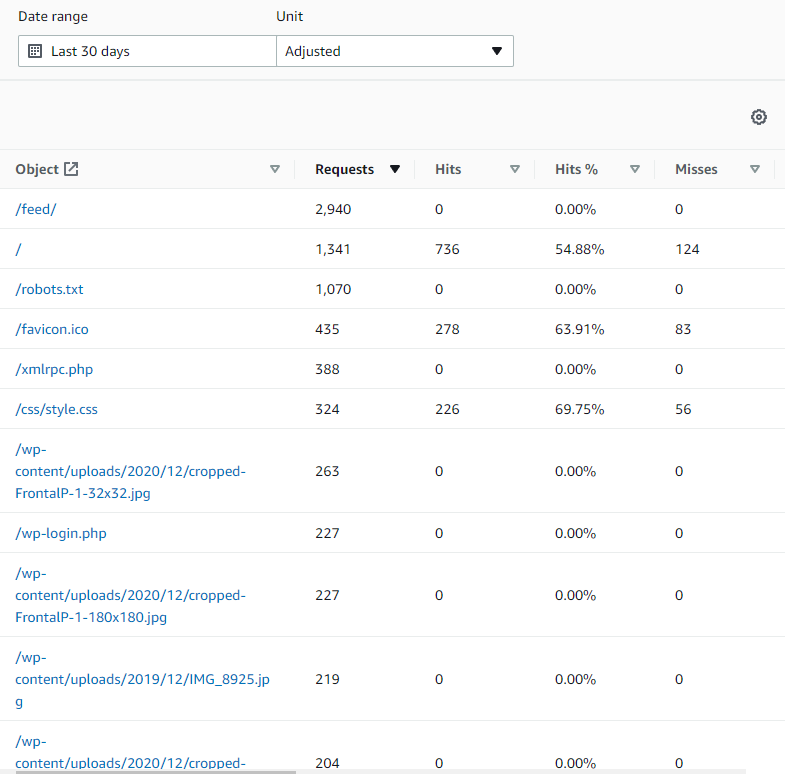 Date range Unit
Last 30 days Adjusted
Object Requests Hits Hits % Misses
/feed/ 2,940 0 0.00% 0
/ 1,341 736 54.88% 124
/robots.txt 1,070 0 0.00% 0
/favicon.ico 435 278 63.91% 83
/xmlrpc.php 388 0 0.00% 0
/css/style.css 324 226 69.75% 56
/wp-
content/uploads/2020/12/cropped- 263 0 0.00% 0
FrontalP-1-32x32.jpg
/wp-login.php 227 0 0.00% 0
/wp-
content/uploads/2020/12/cropped- 227 0 0.00% 0
FrontalP-1-180x180.jpg
/wp-
content/uploads/2019/12/IMG_8925.jp 219 0 0.00% 0
g
/wp-
content/uploads/2020/12/cropped- 204 0 0.00% 0